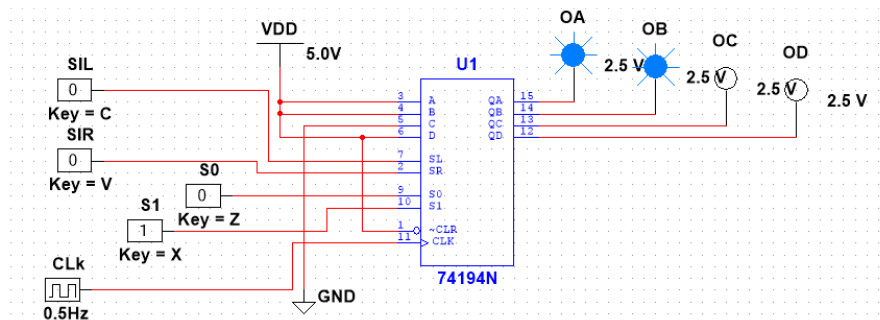 VDD
5.0V
SIL
0
Key = C
SIR
0
Key = V
S0
0
Key = Z
S1
1
Key = X
CLk
0.5Hz
GND
U1
3 A QA 15
4 B QB 14
5 C QC 13
6 D QD 12
7 SL
2 SR
9 S0
10 S1
1 ~CLR
11 CLK
74194N
OA
2.5 V
OB
2.5 V
OC
2.5 V
OD
2.5 V